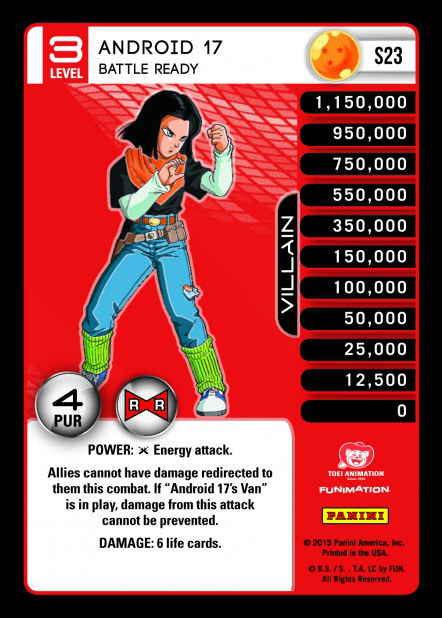 3
LEVEL
ANDROID 17
BATTLE READY
S23
1,150,000
950,000
750,000
550,000
350,000
150,000
100,000
50,000
25,000
12,500
0
VILLAIN
4
PUR
R R
POWER: Energy attack.
Allies cannot have damage redirected to
them this combat. If “Android 17’s Van”
is in play, damage from this attack
cannot be prevented.
DAMAGE: 6 life cards.
TOEI ANIMATION
Since 1956
FUNIMATION
PANINI
© 2015 Panini America, Inc.
Printed in the USA.
© B.S. / S. , T.A. LC by FUN.
All Rights Reserved.